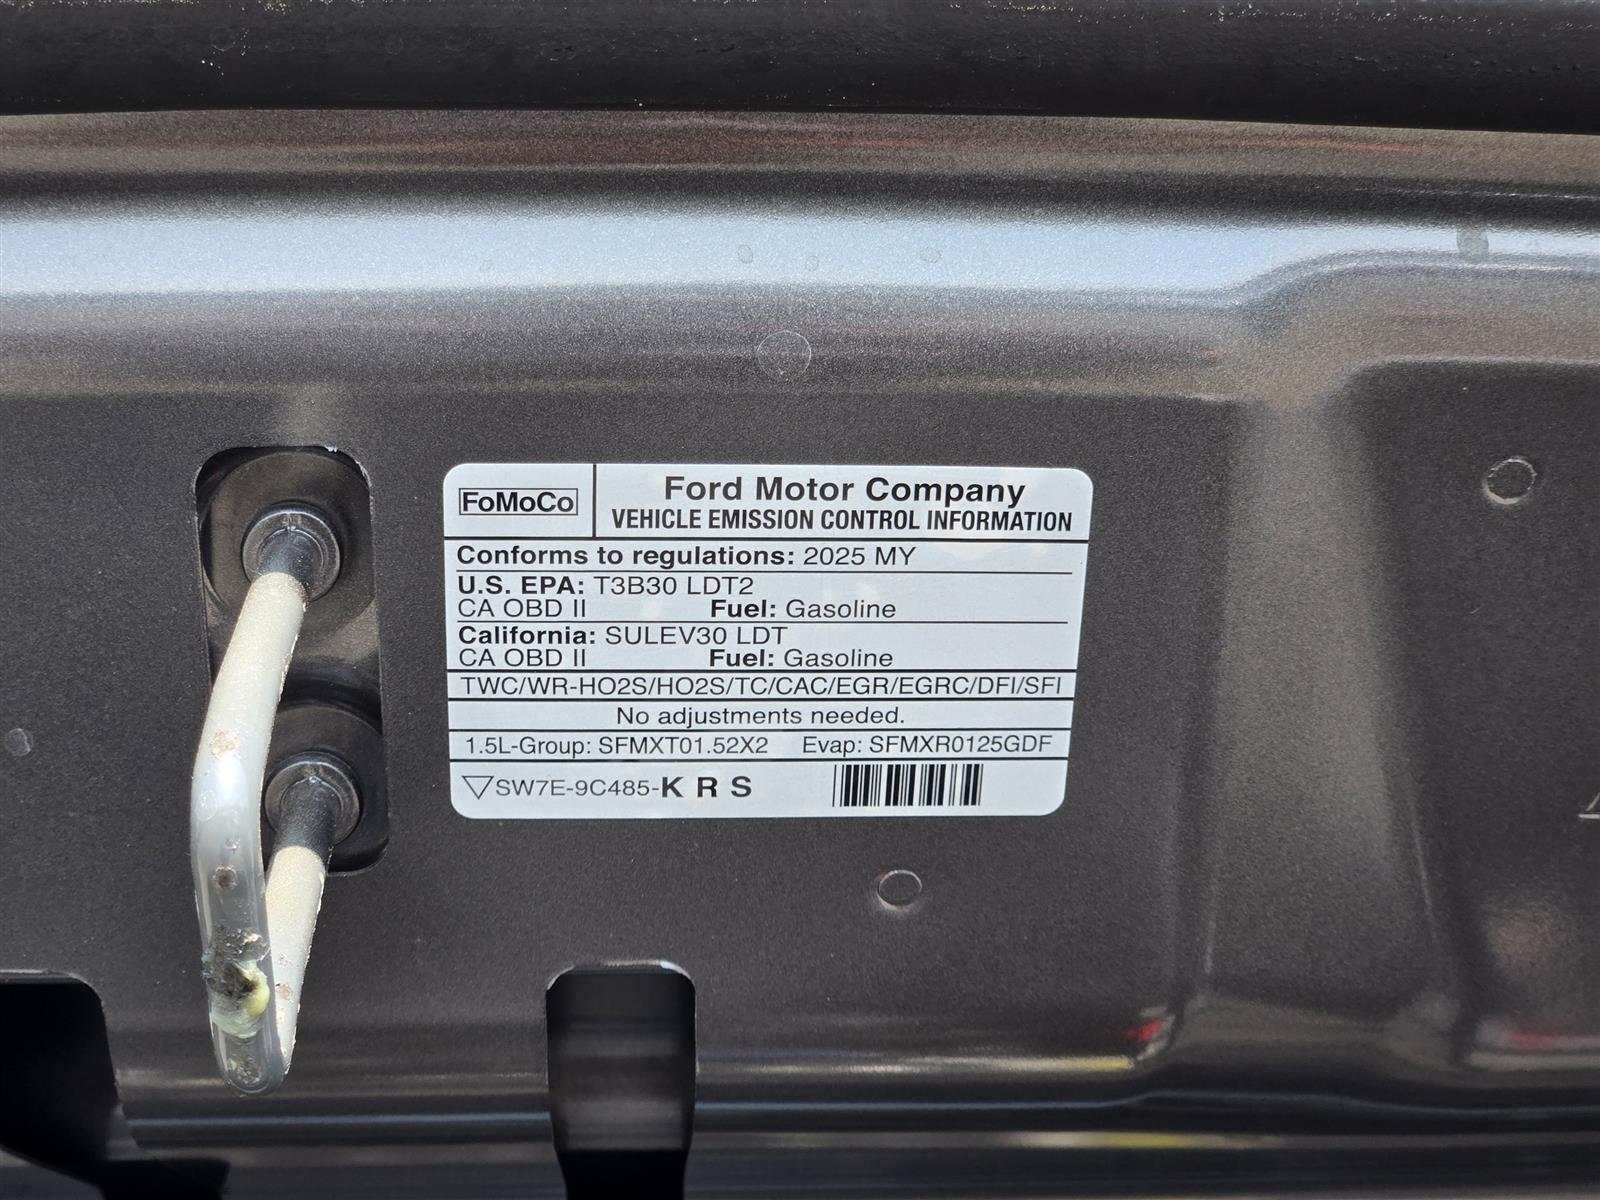 FoMoCo
Ford Motor Company
VEHICLE EMISSION CONTROL INFORMATION
Conforms to regulations: 2025 MY
U.S. EPA: T3B30 LDT2
CA OBD II Fuel: Gasoline
California: SULEV30 LDT
CA OBD II Fuel: Gasoline
TWC/WR-HO2S/HO2S/TC/CAC/EGR/EGRC/DFI/SFI
No adjustments needed.
1.5L-Group: SFMXT01.52X2 Evap: SFMXR0125GDF
SW7E-9C485-K R S